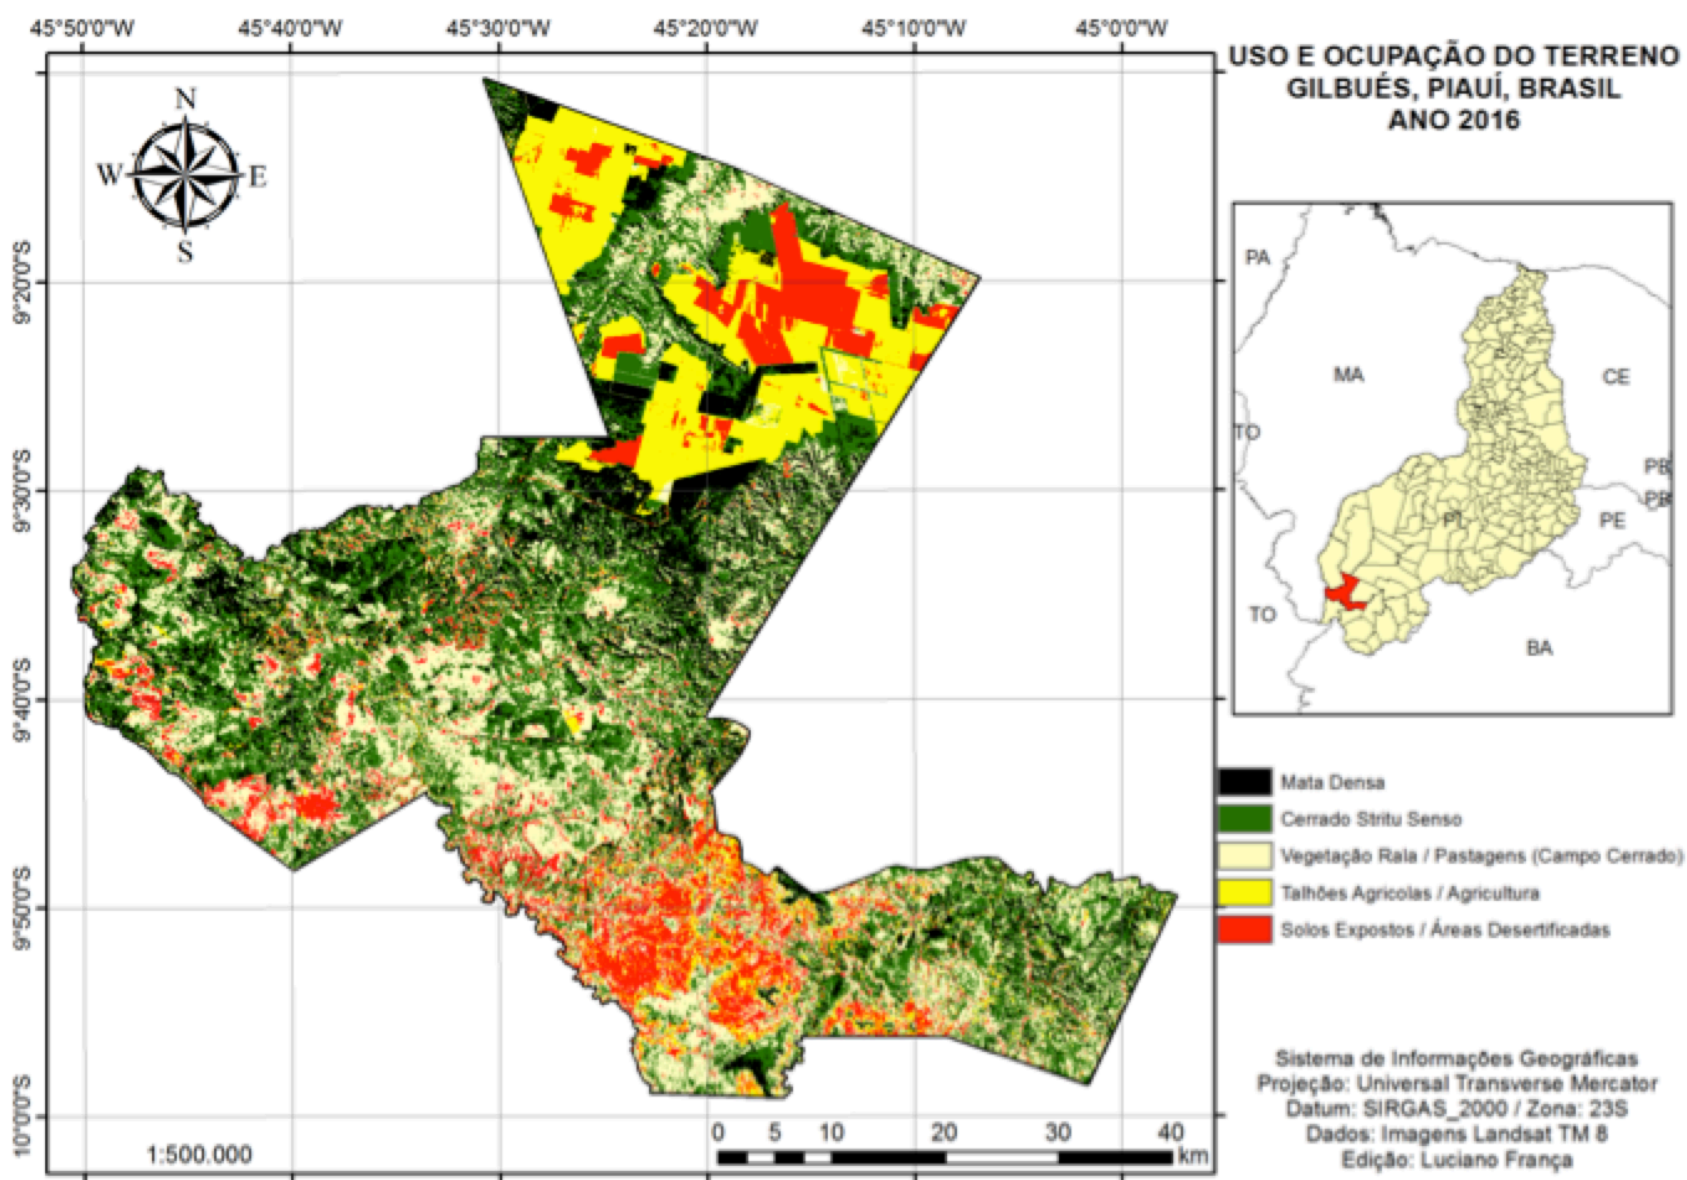 45°50'0"W 45°40'0"W 45°30'0"W 45°20'0"W 45°10'0"W 45°0'0"W
USO E OCUPAÇÃO DO TERRENO
GILBUÉS, PIAUÍ, BRASIL
ANO 2016
N
W E
S
9°20'0"S
9°30'0"S
9°40'0"S
9°50'0"S
10°0'0"S
PA
MA
CE
TO
PB
PB
PI
PE
TO
BA
Mata Densa
Cerrado Stritu Senso
Vegetação Rala / Pastagens (Campo Cerrado)
Talhões Agricolas / Agricultura
Solos Expostos / Áreas Desertificadas
Sistema de Informações Geográficas
Projeção: Universal Transverse Mercator
Datum: SIRGAS_2000 / Zona: 23S
Dados: Imagens Landsat TM 8
Edição: Luciano França
1:500.000
0 5 10 20 30 40
km